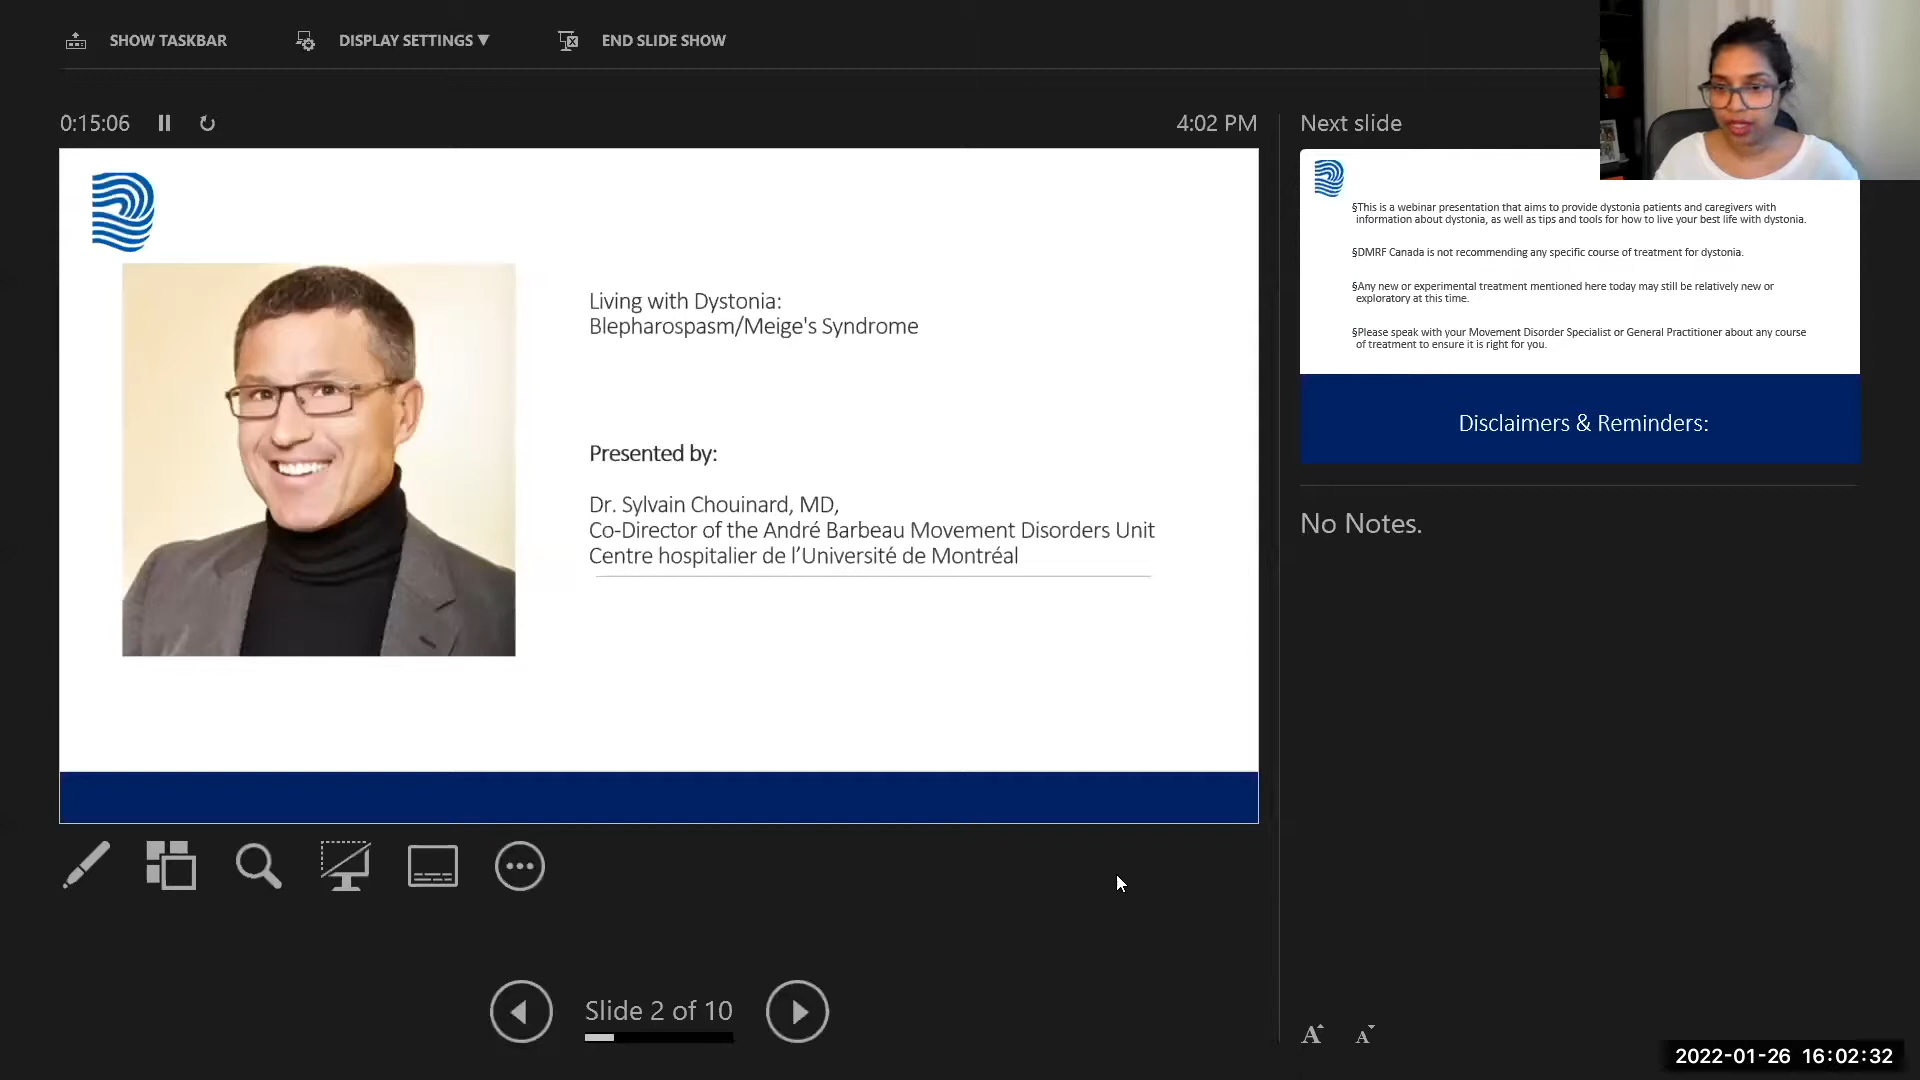 SHOW TASKBAR
DISPLAY SETTINGS ▼
END SLIDE SHOW
0:15:06
4:02 PM
Living with Dystonia:
Blepharospasm/Meige's Syndrome
Presented by:
Dr. Sylvain Chouinard, MD,
Co-Director of the André Barbeau Movement Disorders Unit
Centre hospitalier de l’Université de Montréal
Slide 2 of 10
Next slide
§This is a webinar presentation that aims to provide dystonia patients and caregivers with
information about dystonia, as well as tips and tools for how to live your best life with dystonia.
§DMRF Canada is not recommending any specific course of treatment for dystonia.
§Any new or experimental treatment mentioned here today may still be relatively new or
exploratory at this time.
§Please speak with your Movement Disorder Specialist or General Practitioner about any course
of treatment to ensure it is right for you.
Disclaimers & Reminders:
No Notes.
A A
2022-01-26 16:02:32